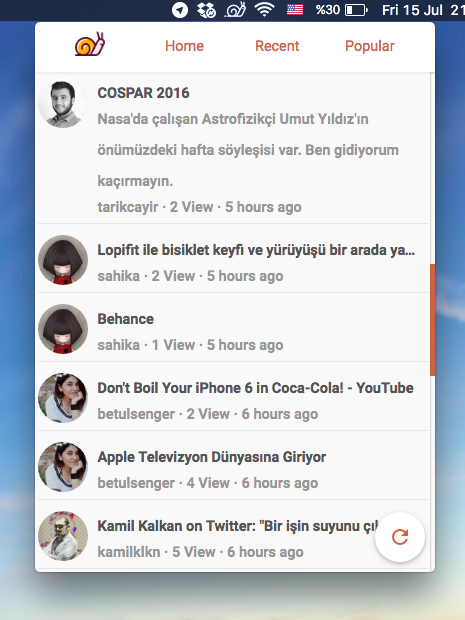 %30 Fri 15 Jul 21
Home Recent Popular
COSPAR 2016
Nasa'da çalışan Astrofizikçi Umut Yıldız'ın
önümüzdeki hafta söyleşisi var. Ben gidiyorum
kaçırmayın.
tarikcayir · 2 View · 5 hours ago
Lopifit ile bisiklet keyfi ve yürüyüşü bir arada ya...
sahika · 2 View · 5 hours ago
Behance
sahika · 1 View · 5 hours ago
Don't Boil Your iPhone 6 in Coca-Cola! - YouTube
betulsenger · 2 View · 6 hours ago
Apple Televizyon Dünyasına Giriyor
betulsenger · 4 View · 6 hours ago
Kamil Kalkan on Twitter: "Bir işin suyunu
kamilklkn · 5 View · 6 hours ago